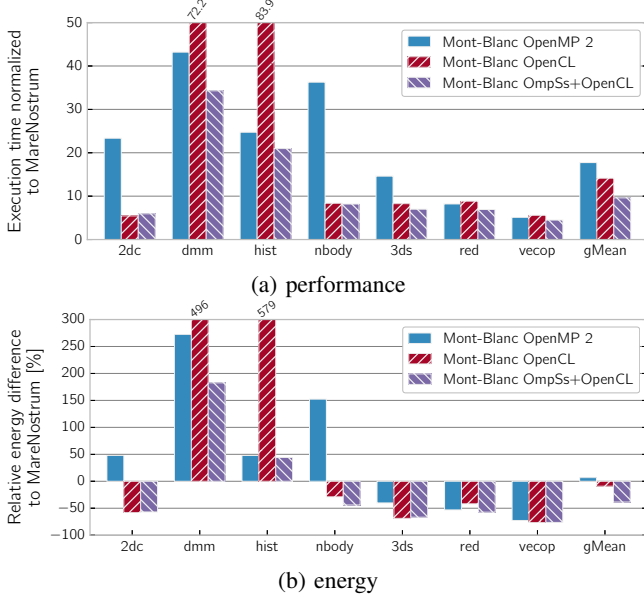 72.2
83.9
50
40
30
20
10
0
Execution time normalized
to MareNostrum
Mont-Blanc OpenMP 2
Mont-Blanc OpenCL
Mont-Blanc OmpSs+OpenCL
2dc dmm hist nbody 3ds red vecop gMean
(a) performance
496
579
300
250
200
150
100
50
0
−50
−100
Relative energy difference
to MareNostrum [%]
Mont-Blanc OpenMP 2
Mont-Blanc OpenCL
Mont-Blanc OmpSs+OpenCL
2dc dmm hist nbody 3ds red vecop gMean
(b) energy